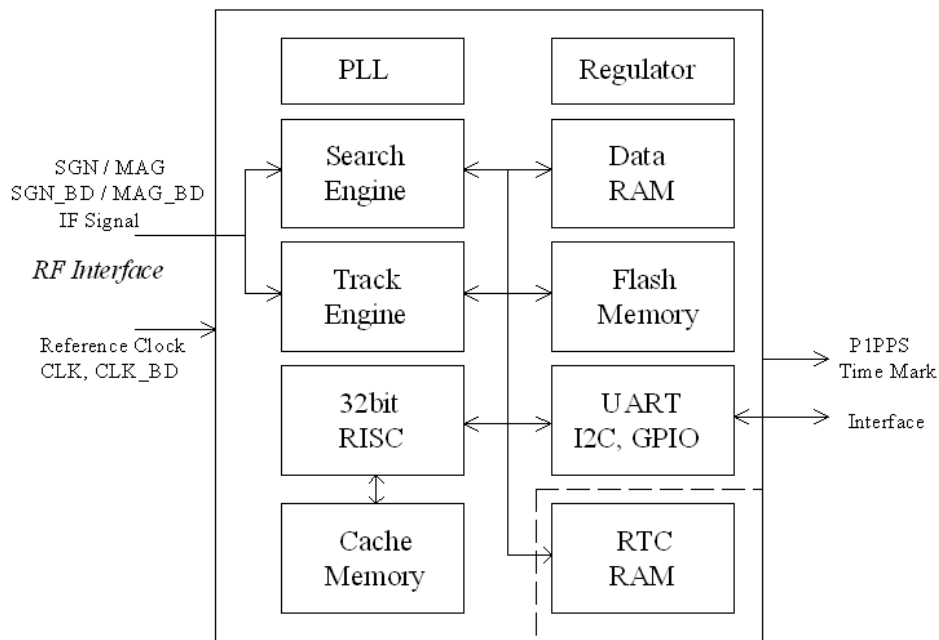 PLL
Regulator
Search
Engine
Data
RAM
SGN / MAG
SGN_BD / MAG_BD
IF Signal
RF Interface
Track
Engine
Flash
Memory
Reference Clock
CLK, CLK_BD
P1PPS
Time Mark
32bit
RISC
UART
I2C, GPIO
Interface
Cache
Memory
RTC
RAM